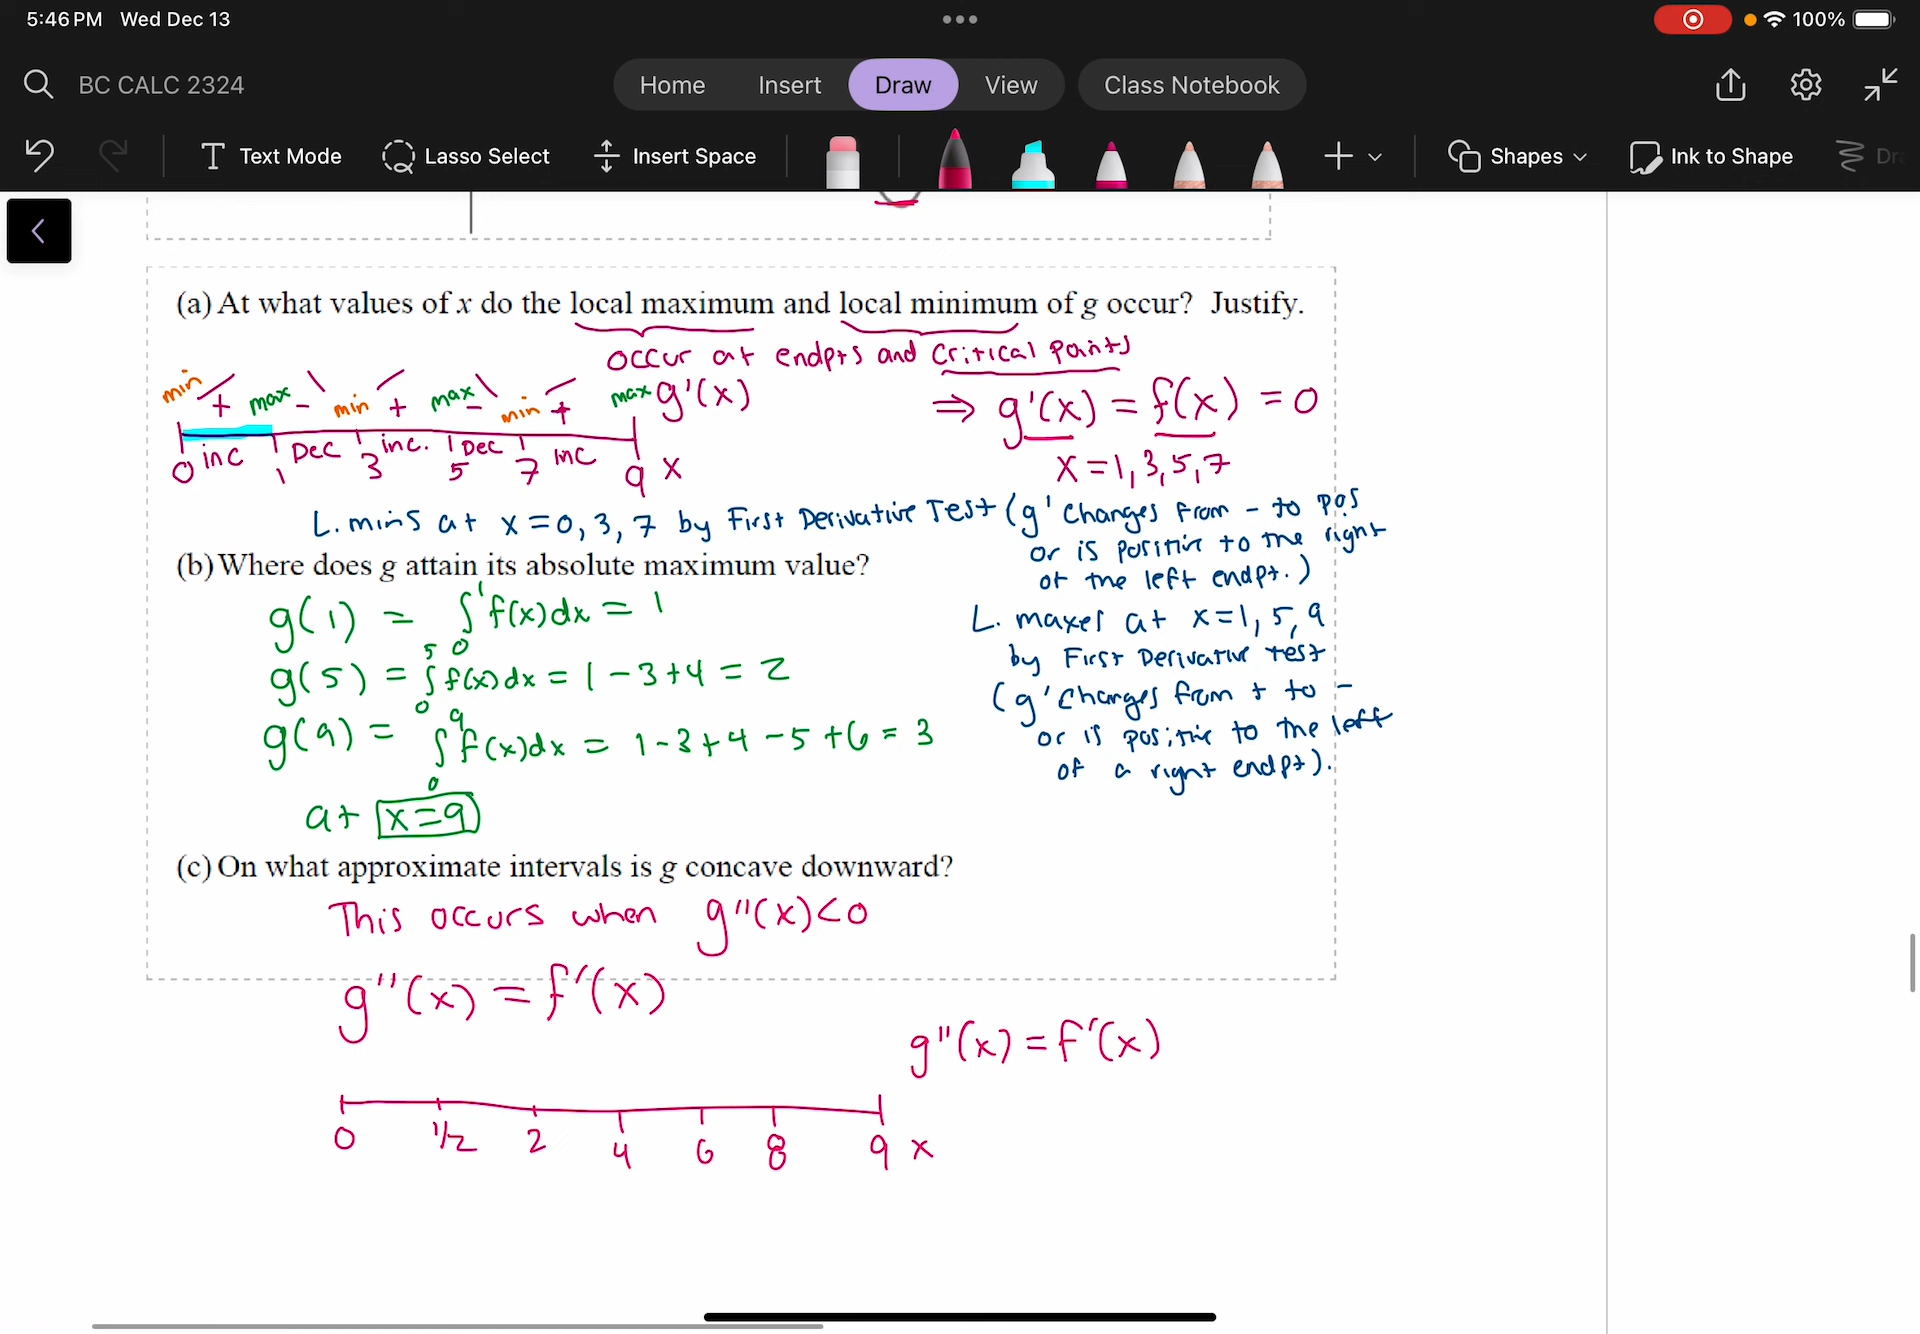 5:46 PM Wed Dec 13
100%
BC CALC 2324
Home Insert Draw View Class Notebook
Text Mode Lasso Select Insert Space Shapes Ink to Shape Dr
(a) At what values of x do the local maximum and local minimum of g occur? Justify.
occur at endpts and critical points
min + max - min + max - min + max g'(x)
inc Dec inc. Dec inc
0 1 3 5 7 9 x
⇒ g'(x) = f(x) = 0
x = 1, 3, 5, 7
L. mins at x = 0, 3, 7 by First Derivative Test (g' changes from - to pos
or is positive to the right
of the left endpt.)
L. maxes at x = 1, 5, 9
by First Derivative test
(g' changes from + to -
or is positive to the left
of a right endpt).
(b) Where does g attain its absolute maximum value?
g(1) = ∫₀¹ f(x)dx = 1
g(5) = ∫₀⁵ f(x)dx = 1 - 3 + 4 = 2
g(9) = ∫₀⁹ f(x)dx = 1 - 3 + 4 - 5 + 6 = 3
at x = 9
(c) On what approximate intervals is g concave downward?
This occurs when g''(x) < 0
g''(x) = f'(x)
g''(x) = f'(x)
0 1/2 2 4 6 8 9 x